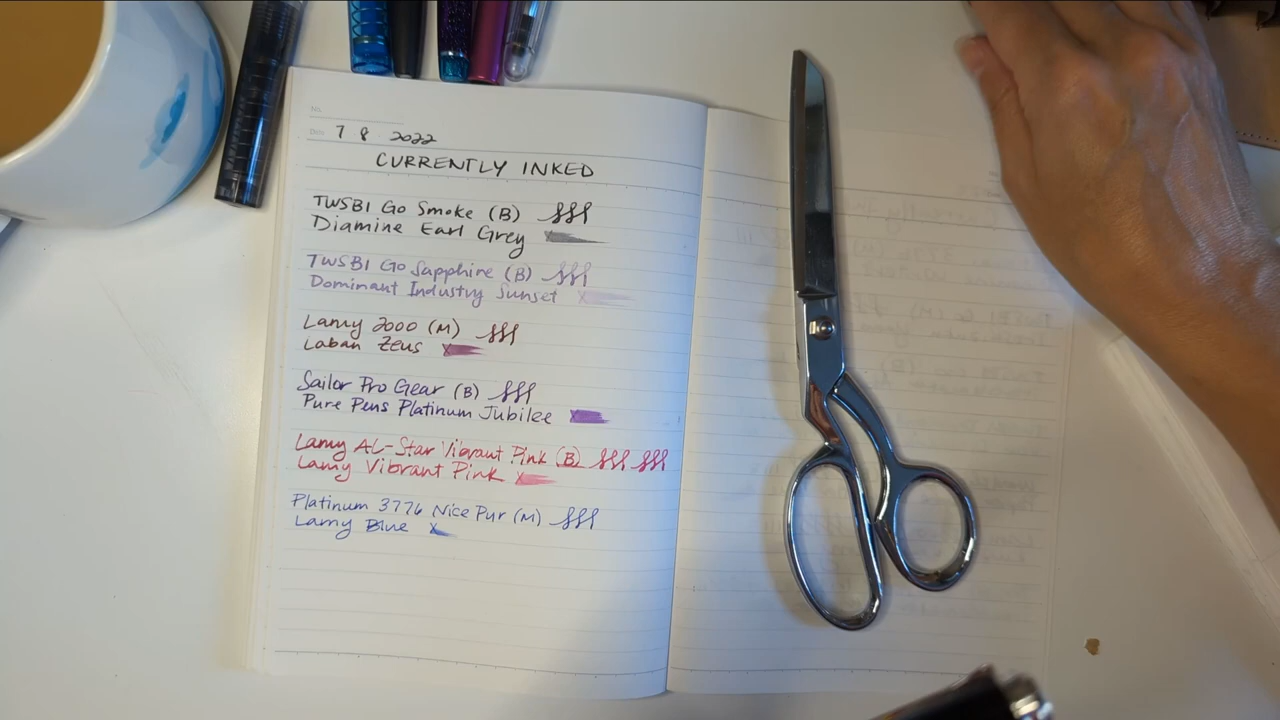 No.
Date 7 8 2022
CURRENTLY INKED
TWSBI Go Smoke (B)
Diamine Earl Grey
TWSBI Go Sapphire (B)
Dominant Industry Sunset
Lamy 2000 (M)
Laban Zeus
Sailor Pro Gear (B)
Pure Pens Platinum Jubilee
Lamy AL-Star Vibrant Pink (B)
Lamy Vibrant Pink
Platinum 3776 Nice Pur (M)
Lamy Blue